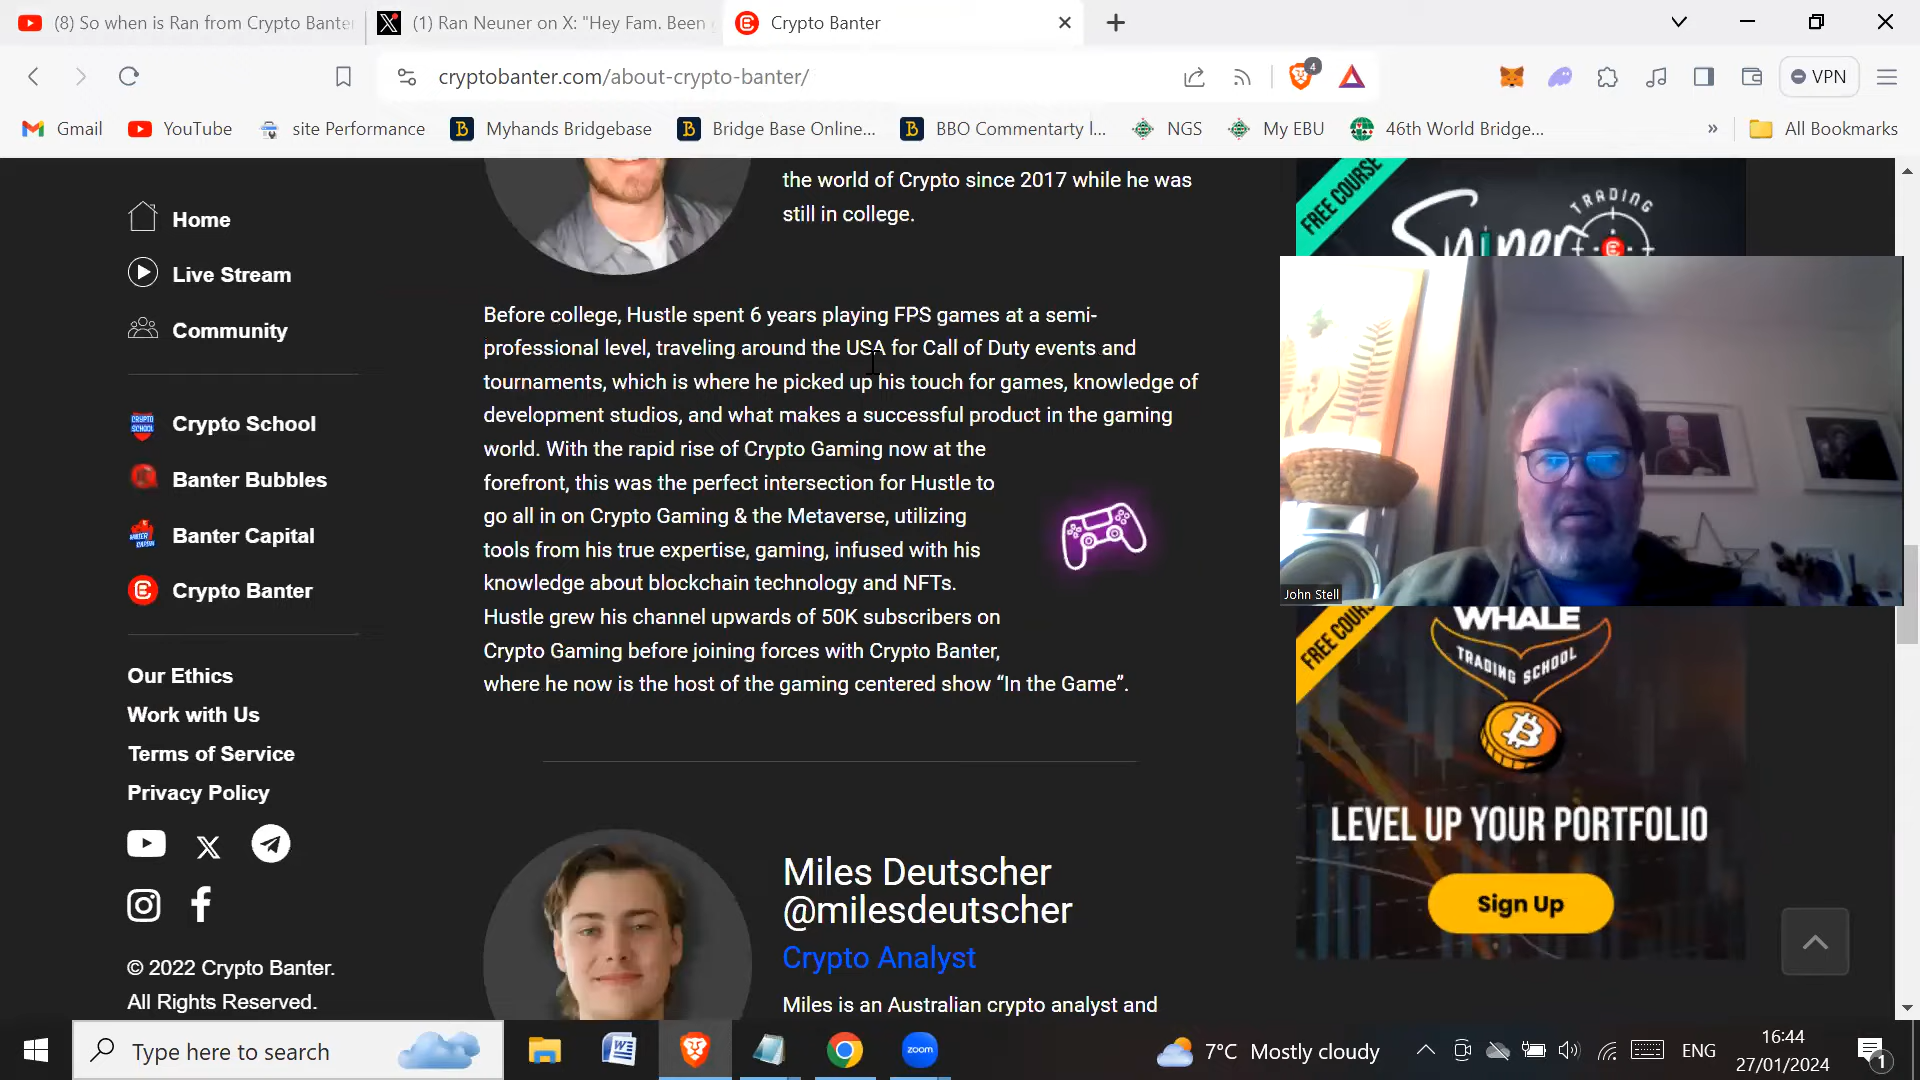 (8) So when is Ran from Crypto Banter
(1) Ran Neuner on X: "Hey Fam. Been
Crypto Banter
cryptobanter.com/about-crypto-banter/
4
VPN
Gmail
YouTube
site Performance
Myhands Bridgebase
Bridge Base Online...
BBO Commentarty l...
NGS
My EBU
46th World Bridge...
»
All Bookmarks
Home
Live Stream
Community
Crypto School
Banter Bubbles
Banter Capital
Crypto Banter
Our Ethics
Work with Us
Terms of Service
Privacy Policy
© 2022 Crypto Banter.
All Rights Reserved.
the world of Crypto since 2017 while he was
still in college.
Before college, Hustle spent 6 years playing FPS games at a semi-
professional level, traveling around the USA for Call of Duty events and
tournaments, which is where he picked up his touch for games, knowledge of
development studios, and what makes a successful product in the gaming
world. With the rapid rise of Crypto Gaming now at the
forefront, this was the perfect intersection for Hustle to
go all in on Crypto Gaming & the Metaverse, utilizing
tools from his true expertise, gaming, infused with his
knowledge about blockchain technology and NFTs.
Hustle grew his channel upwards of 50K subscribers on
Crypto Gaming before joining forces with Crypto Banter,
where he now is the host of the gaming centered show “In the Game”.
Miles Deutscher
@milesdeutscher
Crypto Analyst
Miles is an Australian crypto analyst and
FREE COURSE
Sniper
TRADING
John Stell
FREE COURSE
WHALE
TRADING SCHOOL
LEVEL UP YOUR PORTFOLIO
Sign Up
Type here to search
zoom
7°C Mostly cloudy
ENG
16:44
27/01/2024
1